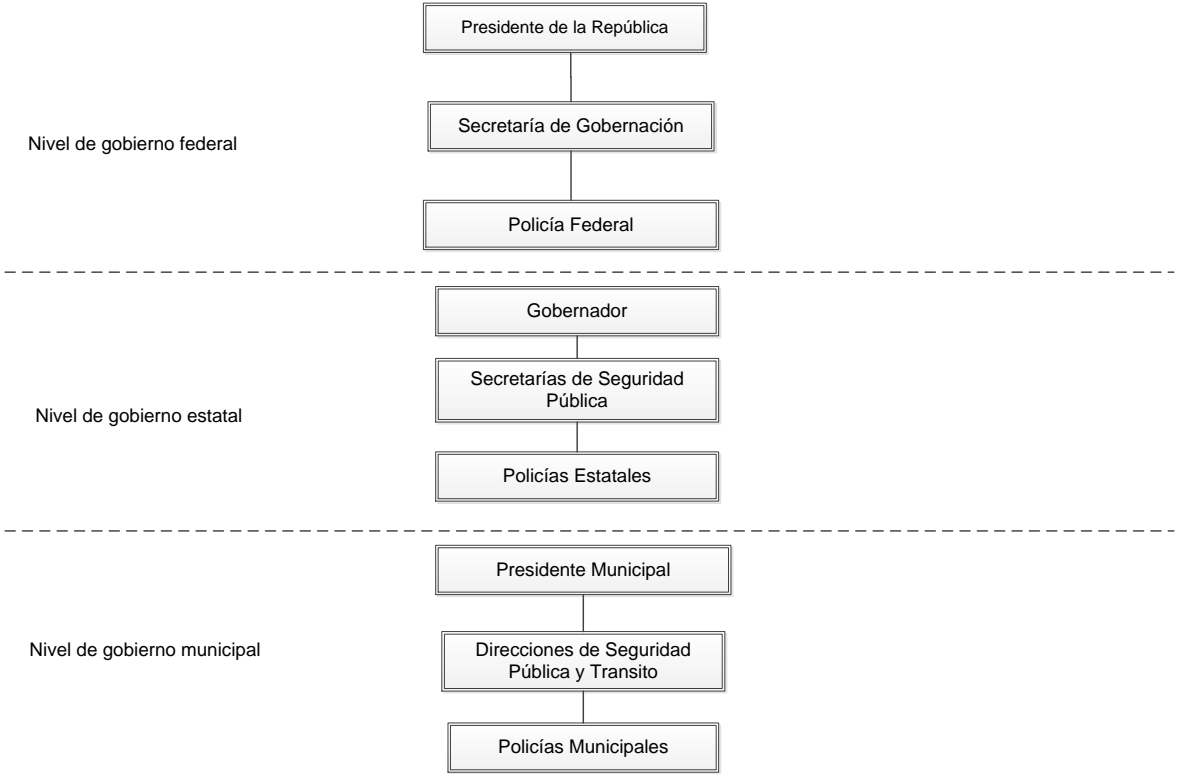 Presidente de la República
Secretaría de Gobernación
Nivel de gobierno federal
Policía Federal
Gobernador
Secretarías de Seguridad
Pública
Nivel de gobierno estatal
Policías Estatales
Presidente Municipal
Nivel de gobierno municipal
Direcciones de Seguridad
Pública y Transito
Policías Municipales